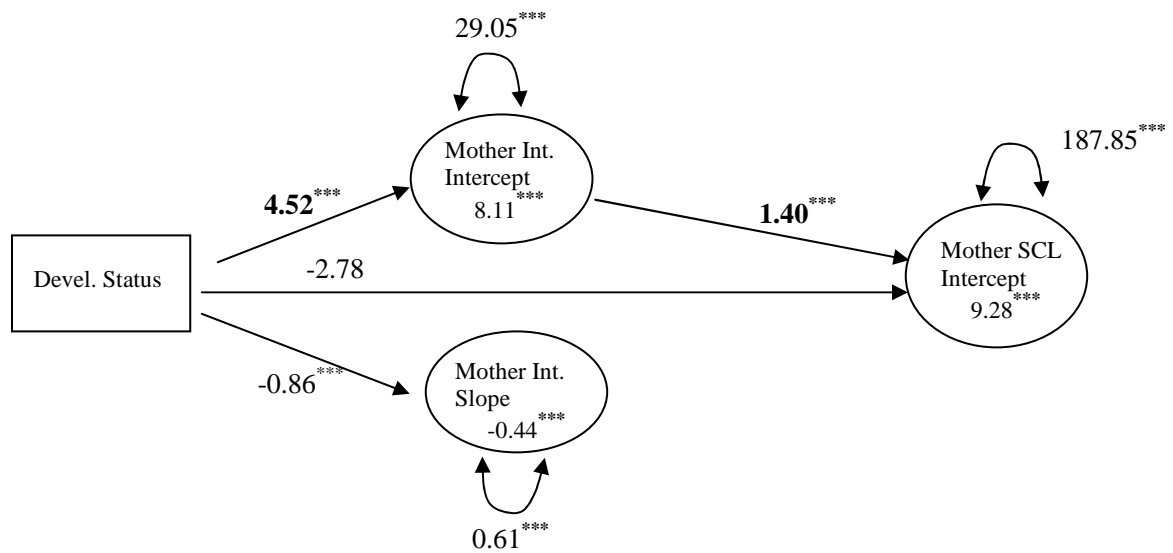 29.05***
Mother Int.
Intercept
8.11***
187.85***
4.52***
1.40***
Mother SCL
Intercept
9.28***
Devel. Status
-2.78
-0.86***
Mother Int.
Slope
-0.44***
0.61***